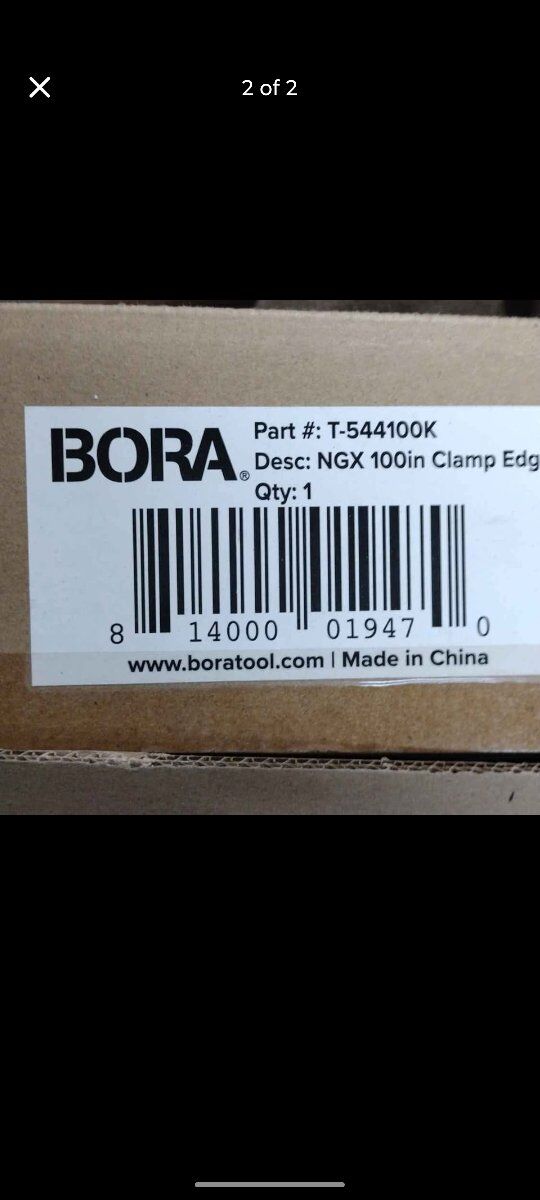 2 of 2
BORA®
Part #: T-544100K
Desc: NGX 100in Clamp Edg
Qty: 1
8 14000 01947 0
www.boratool.com | Made in China